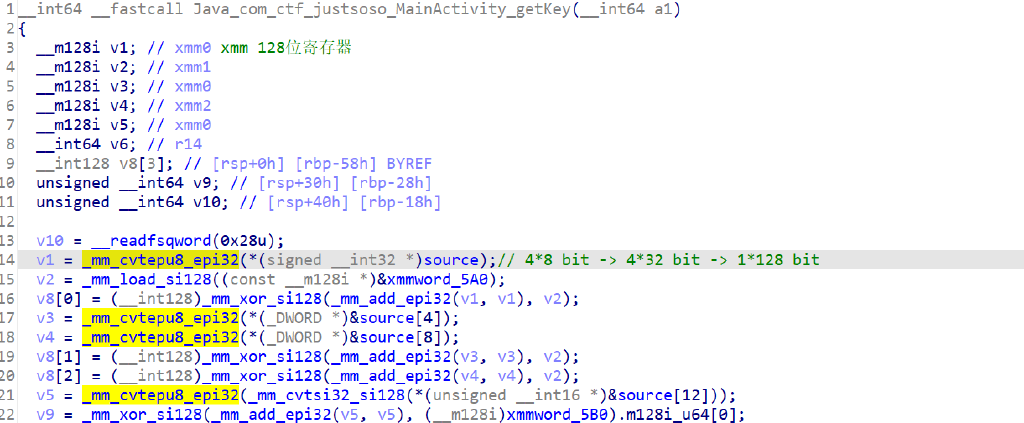 1 __int64 __fastcall Java_com_ctf_justsoso_MainActivity_getKey(__int64 a1)
2 {
3   __m128i v1; // xmm0 xmm 128位寄存器
4   __m128i v2; // xmm1
5   __m128i v3; // xmm0
6   __m128i v4; // xmm2
7   __m128i v5; // xmm0
8   __int64 v6; // r14
9   __int128 v8[3]; // [rsp+0h] [rbp-58h] BYREF
10   unsigned __int64 v9; // [rsp+30h] [rbp-28h]
11   unsigned __int64 v10; // [rsp+40h] [rbp-18h]
12
13   v10 = __readfsqword(0x28u);
14   v1 = _mm_cvtepu8_epi32(*(signed __int32 *)source);// 4*8 bit -> 4*32 bit -> 1*128 bit
15   v2 = _mm_load_si128((const __m128i *)&xmmword_5A0);
16   v8[0] = (__int128)_mm_xor_si128(_mm_add_epi32(v1, v1), v2);
17   v3 = _mm_cvtepu8_epi32(*(_DWORD *)&source[4]);
18   v4 = _mm_cvtepu8_epi32(*(_DWORD *)&source[8]);
19   v8[1] = (__int128)_mm_xor_si128(_mm_add_epi32(v3, v3), v2);
20   v8[2] = (__int128)_mm_xor_si128(_mm_add_epi32(v4, v4), v2);
21   v5 = _mm_cvtepu8_epi32(_mm_cvtsi32_si128(*(unsigned __int16 *)&source[12]));
22   v9 = _mm_xor_si128(_mm_add_epi32(v5, v5), (__m128i)xmmword_5B0).m128i_u64[0];